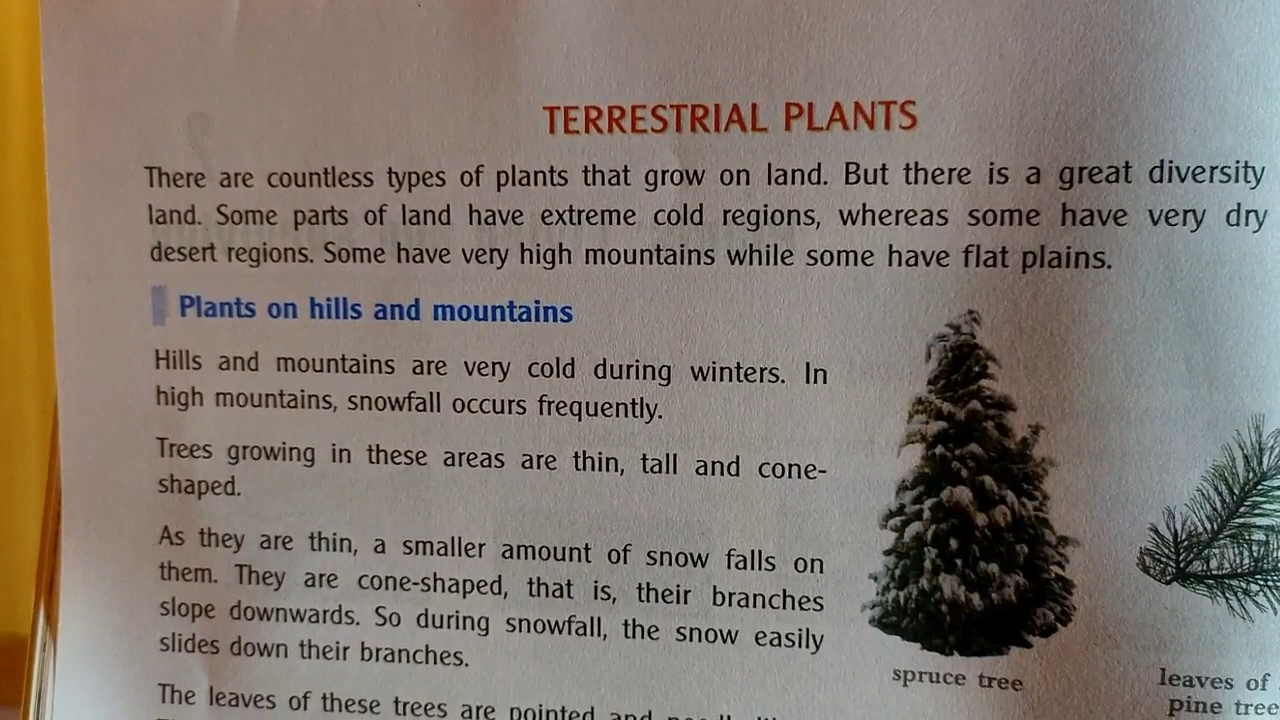 TERRESTRIAL PLANTS
There are countless types of plants that grow on land. But there is a great diversity
land. Some parts of land have extreme cold regions, whereas some have very dry
desert regions. Some have very high mountains while some have flat plains.
Plants on hills and mountains
Hills and mountains are very cold during winters. In
high mountains, snowfall occurs frequently.
Trees growing in these areas are thin, tall and cone-
shaped.
As they are thin, a smaller amount of snow falls on
them. They are cone-shaped, that is, their branches
slope downwards. So during snowfall, the snow easily
slides down their branches.
The leaves of these trees are pointed and
spruce tree
leaves of
pine tree